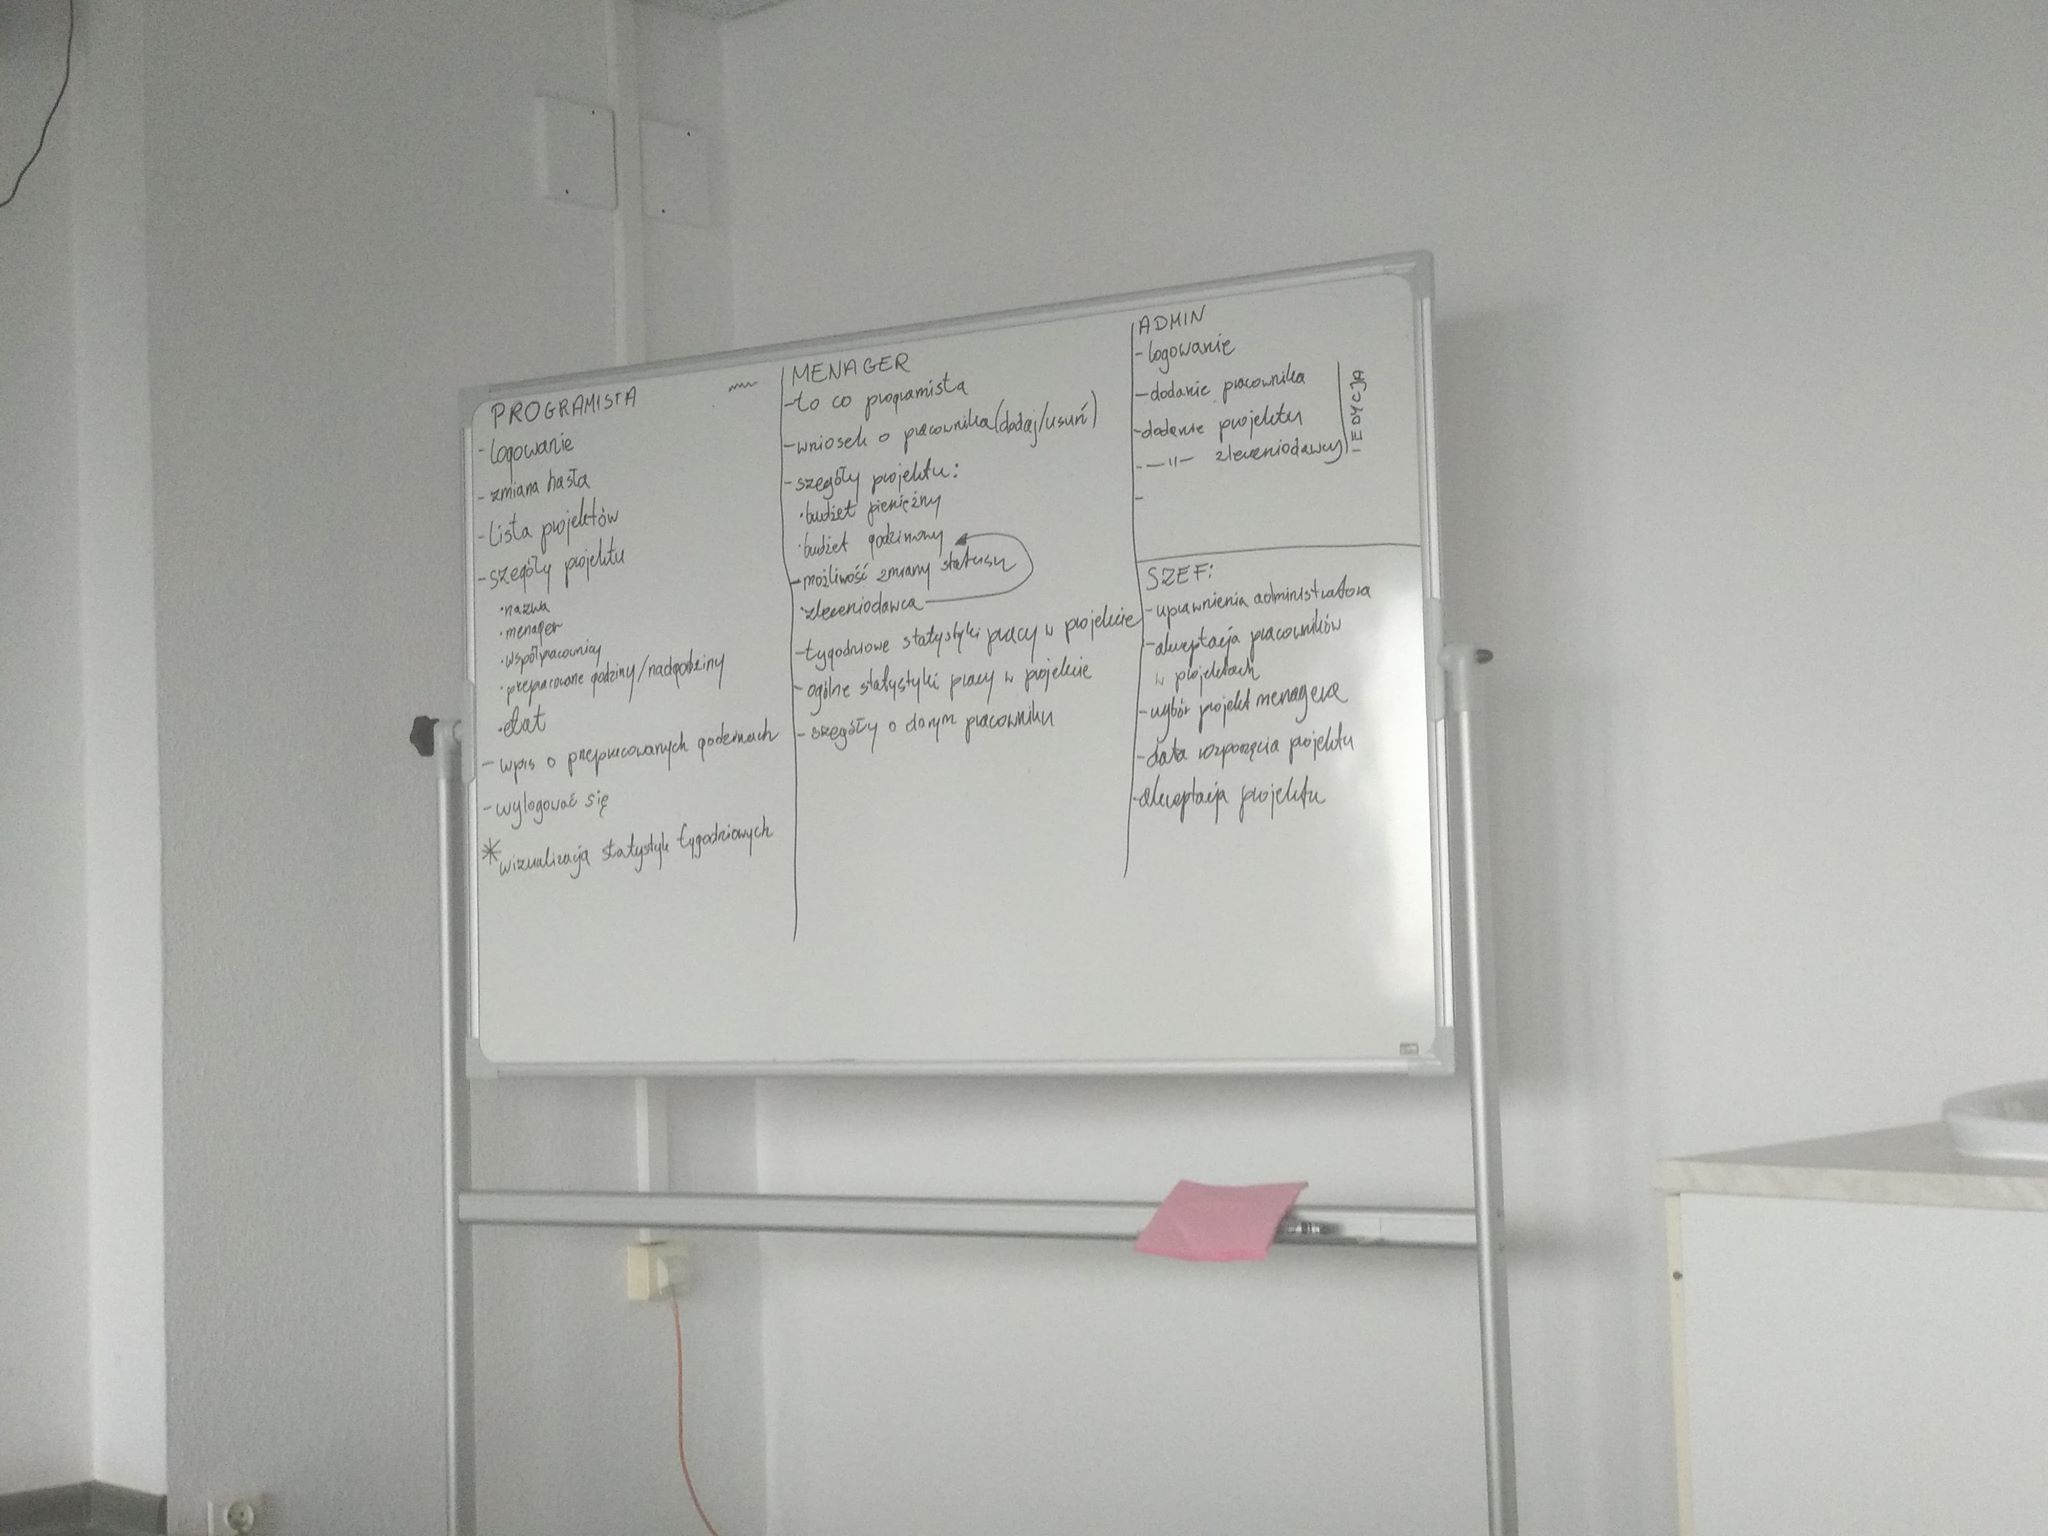 PROGRAMISTA
- logowanie
- zmiana hasła
- Lista projektów
- szegóły projektu
• nazwa
• menager
• współpracownicy
• przepracowane godziny/nadgodziny
• etat
- wpis o przepracowanych godzinach
- wylogować się
* wizualizacja statystyk tygodniowych
MENAGER
- to co programista
- wniosek o pracownika (dodaj/usuń)
- szegóły projektu:
• budżet pieniężny
• budżet godzinowy
- możliwość zmiany statusu
• zleceniodawca
- tygodniowe statystyki pracy w projekcie
- ogólne statystyki pracy w projekcie
- szegóły o danym pracowniku
ADMIN
- logowanie
- dodanie pracownika
- dodanie projektu
- —"— zleceniodawcy
-
EDYCJA
SZEF:
- uprawnienia administratora
- akceptacja pracowników
w projektach
- wybór projekt menagera
- data rozpoczęcia projektu
- akceptacja projektu